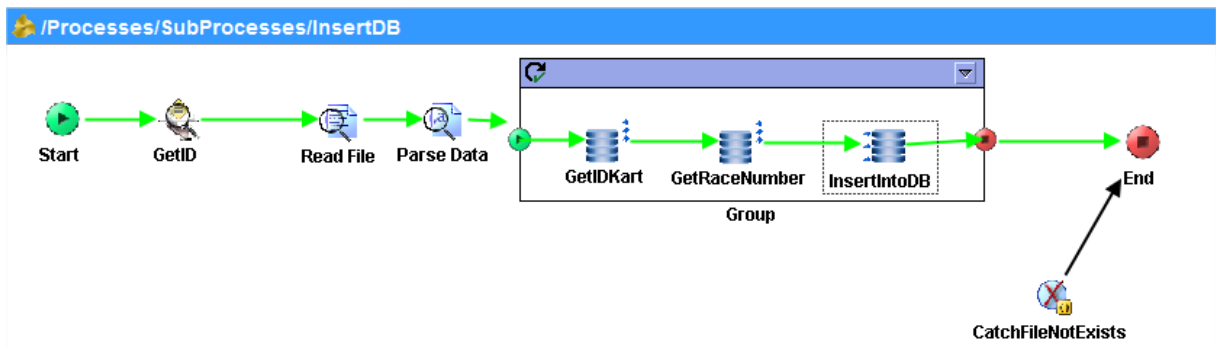 /Processes/SubProcesses/InsertDB
Start
GetID
Read File
Parse Data
GetIDKart
GetRaceNumber
InsertIntoDB
End
Group
CatchFileNotExists